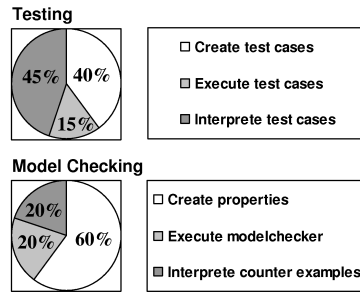 Testing
45%
40%
15%
Create test cases
Execute test cases
Interprete test cases
Model Checking
20%
20%
60%
Create properties
Execute modelchecker
Interprete counter examples